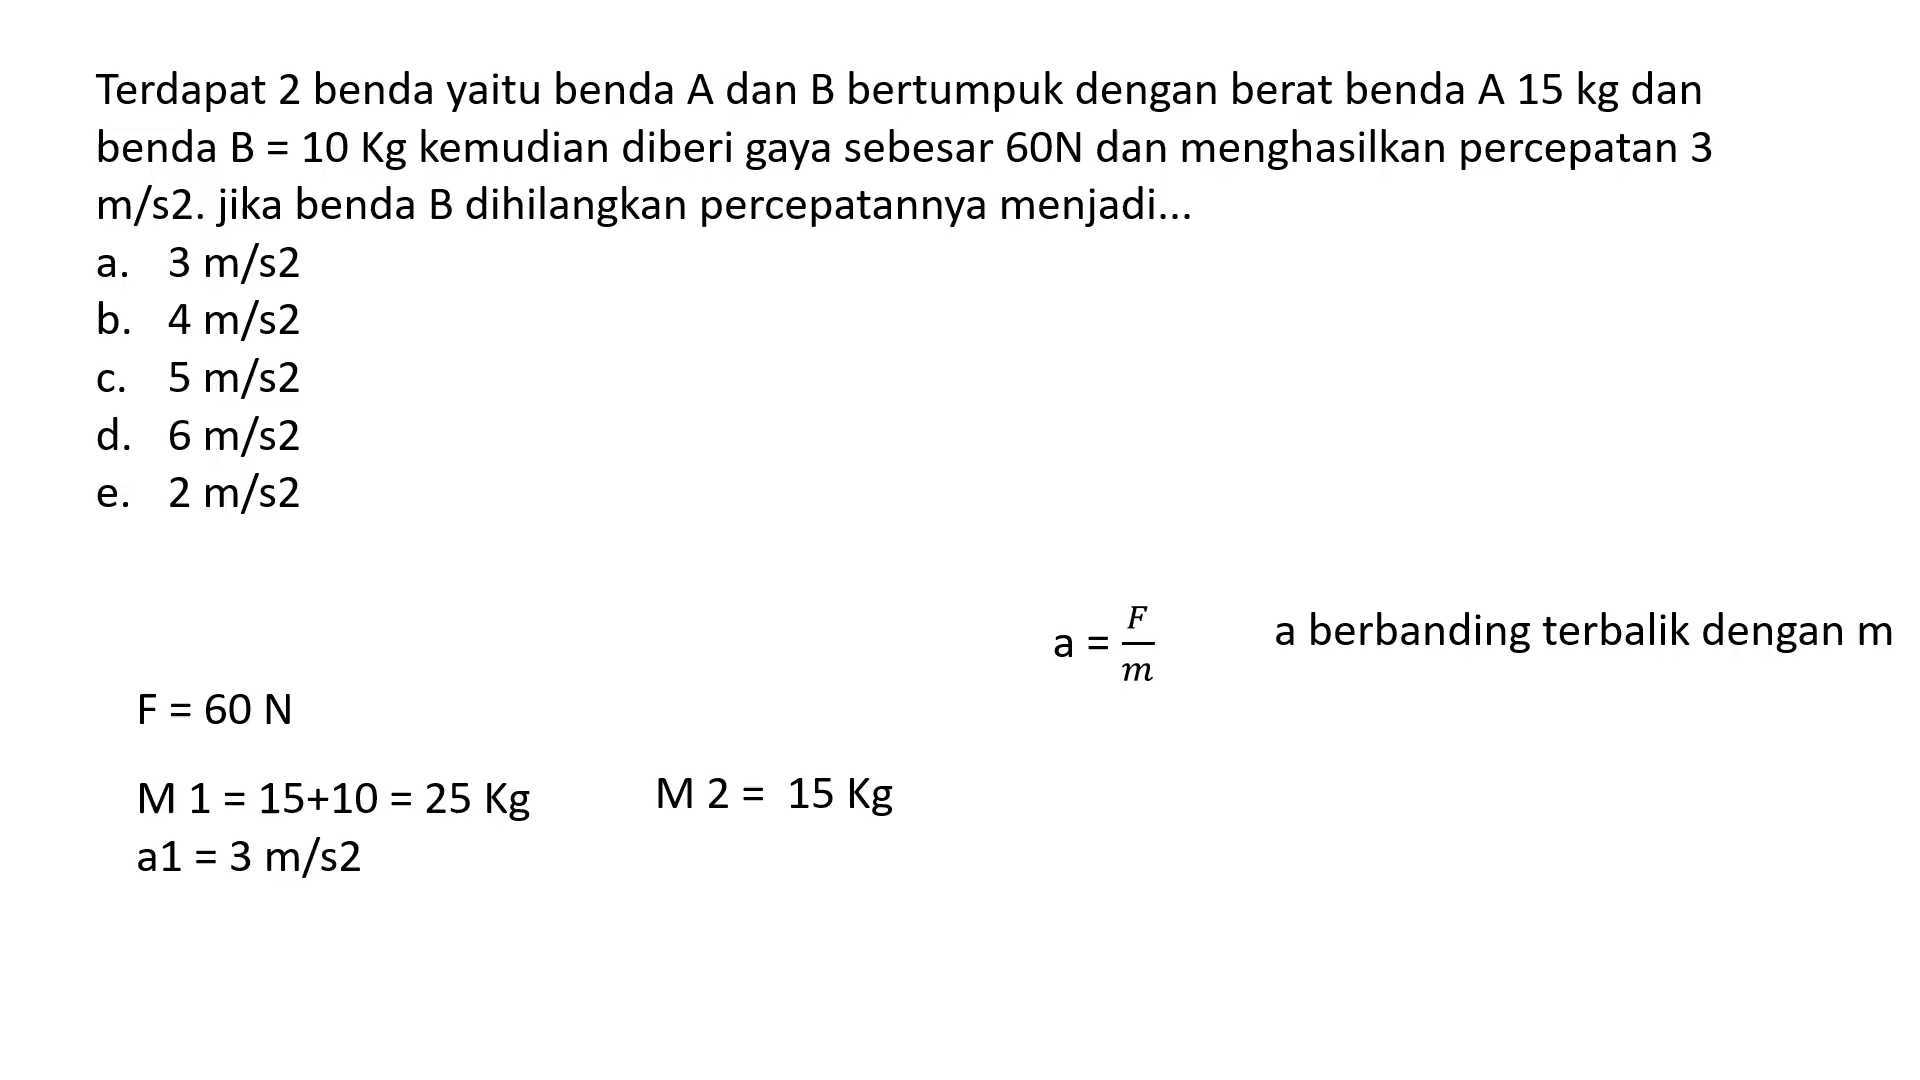 Terdapat 2 benda yaitu benda A dan B bertumpuk dengan berat benda A 15 kg dan
benda B = 10 Kg kemudian diberi gaya sebesar 60N dan menghasilkan percepatan 3
m/s2. jika benda B dihilangkan percepatannya menjadi...
a. 3 m/s2
b. 4 m/s2
c. 5 m/s2
d. 6 m/s2
e. 2 m/s2
a = F/m a berbanding terbalik dengan m
F = 60 N
M 1 = 15+10 = 25 Kg M 2 = 15 Kg
a1 = 3 m/s2